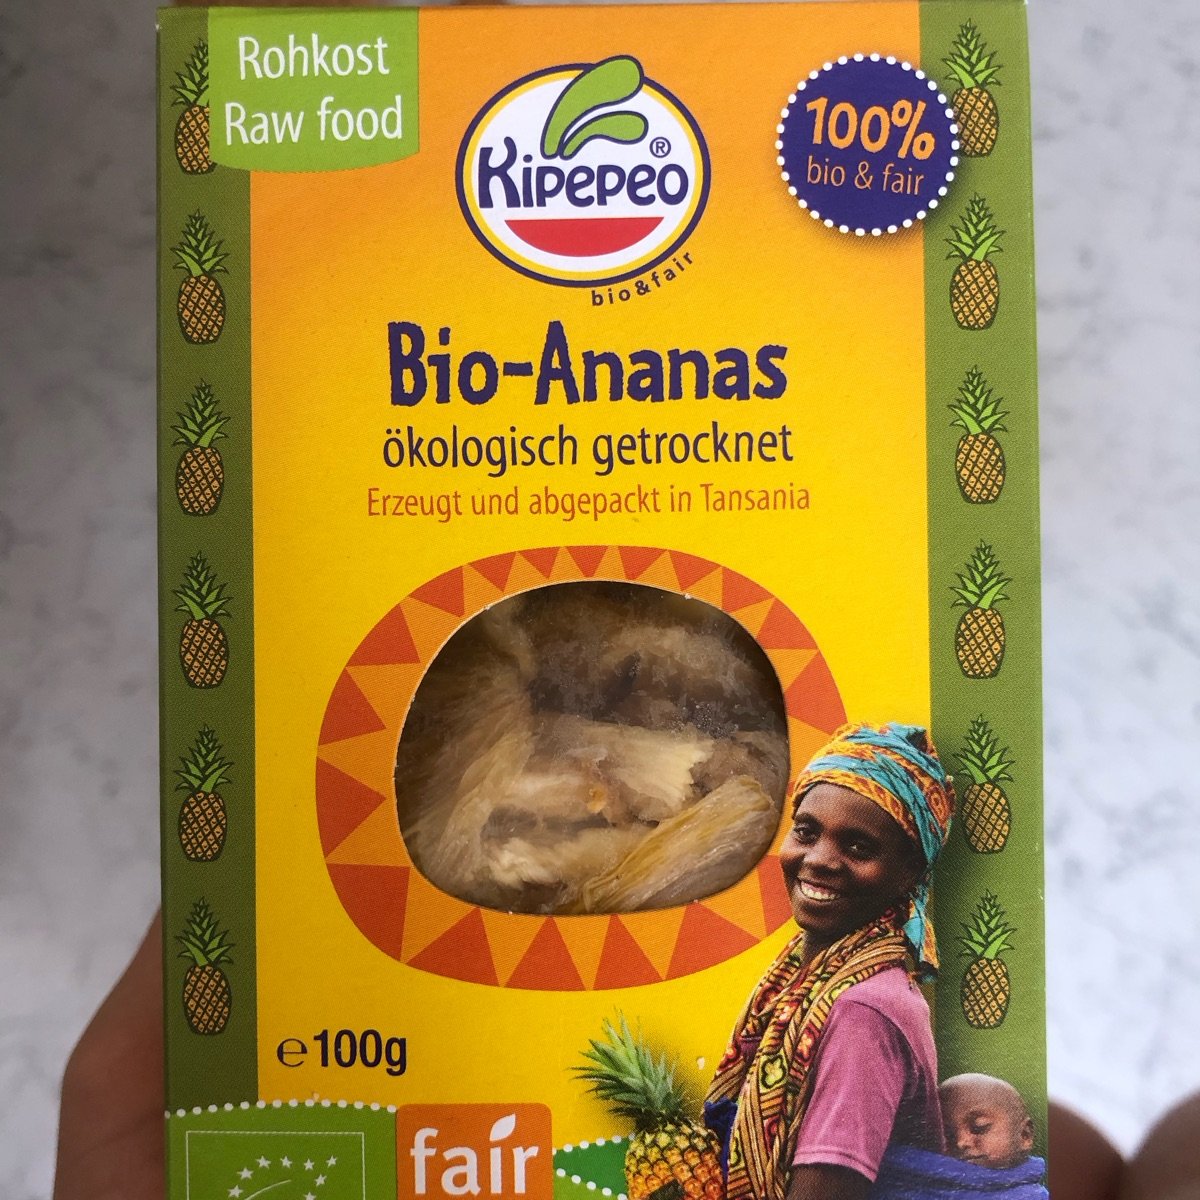 Rohkost
Raw food
Kipepeo®
bio&fair
100%
bio & fair
Bio-Ananas
ökologisch getrocknet
Erzeugt und abgepackt in Tansania
℮100g
fair